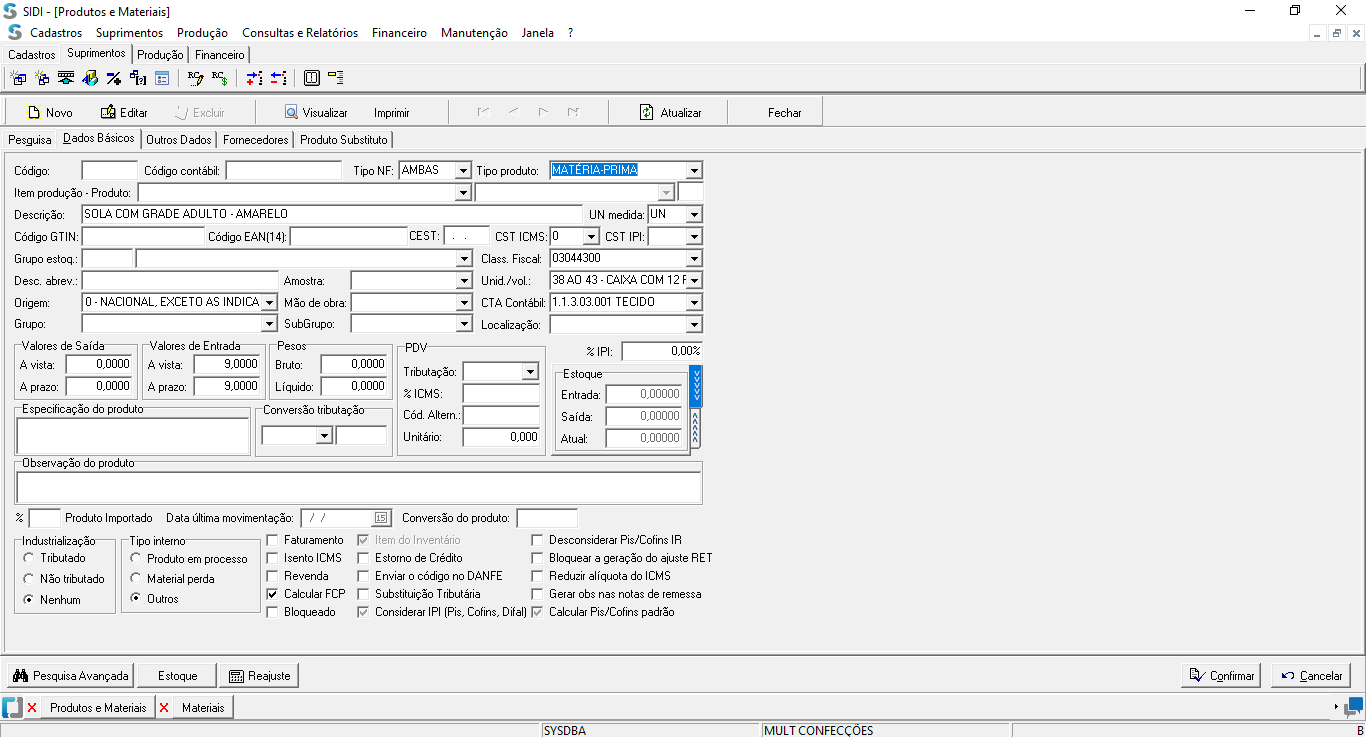 SIDI - [Produtos e Materiais]
Cadastros Suprimentos Produção Consultas e Relatórios Financeiro Manutenção Janela ?
Cadastros Suprimentos Produção Financeiro
Novo Editar Excluir Visualizar Imprimir Atualizar Fechar
Pesquisa Dados Básicos Outros Dados Fornecedores Produto Substituto
Código: Código contábil: Tipo NF: AMBAS Tipo produto: MATÉRIA-PRIMA
Item produção - Produto:
Descrição: SOLA COM GRADE ADULTO - AMARELO UN medida: UN
Código GTIN: Código EAN(14): CEST: . . CST ICMS: 0 CST IPI:
Grupo estoq.: Class. Fiscal: 03044300
Desc. abrev.: Amostra: Unid./vol.: 38 AO 43 - CAIXA COM 12 F
Origem: 0 - NACIONAL, EXCETO AS INDICA Mão de obra: CTA Contábil: 1.1.3.03.001 TECIDO
Grupo: SubGrupo: Localização:
Valores de Saída Valores de Entrada Pesos PDV % IPI: 0,00%
A vista: 0,0000 A vista: 9,0000 Bruto: 0,0000 Tributação: Estoque
A prazo: 0,0000 A prazo: 9,0000 Líquido: 0,0000 % ICMS: Entrada: 0,00000
Especificação do produto Conversão tributação Cód. Altern.: Saída: 0,00000
Unitário: 0,000 Atual: 0,00000
Observação do produto
% Produto Importado Data última movimentação: / / 15 Conversão do produto:
Industrialização Tipo interno Faturamento Item do Inventário Desconsiderar Pis/Cofins IR
Tributado Produto em processo Isento ICMS Estorno de Crédito Bloquear a geração do ajuste RET
Não tributado Material perda Revenda Enviar o código no DANFE Reduzir alíquota do ICMS
Nenhum Outros Calcular FCP Substituição Tributária Gerar obs nas notas de remessa
Bloqueado Considerar IPI (Pis, Cofins, Difal) Calcular Pis/Cofins padrão
Pesquisa Avançada Estoque Reajuste Confirmar Cancelar
Produtos e Materiais Materiais
SYSDBA MULT CONFECÇÕES B